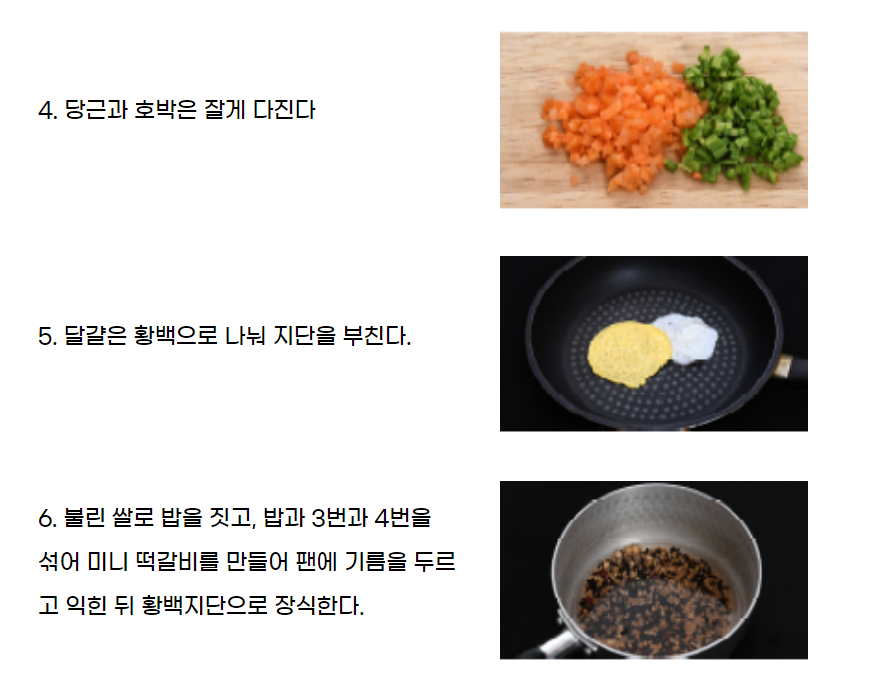 4. 당근과 호박은 잘게 다진다
5. 달걀은 황백으로 나눠 지단을 부친다.
6. 불린 쌀로 밥을 짓고, 밥과 3번과 4번을
섞어 미니 떡갈비를 만들어 팬에 기름을 두르
고 익힌 뒤 황백지단으로 장식한다.